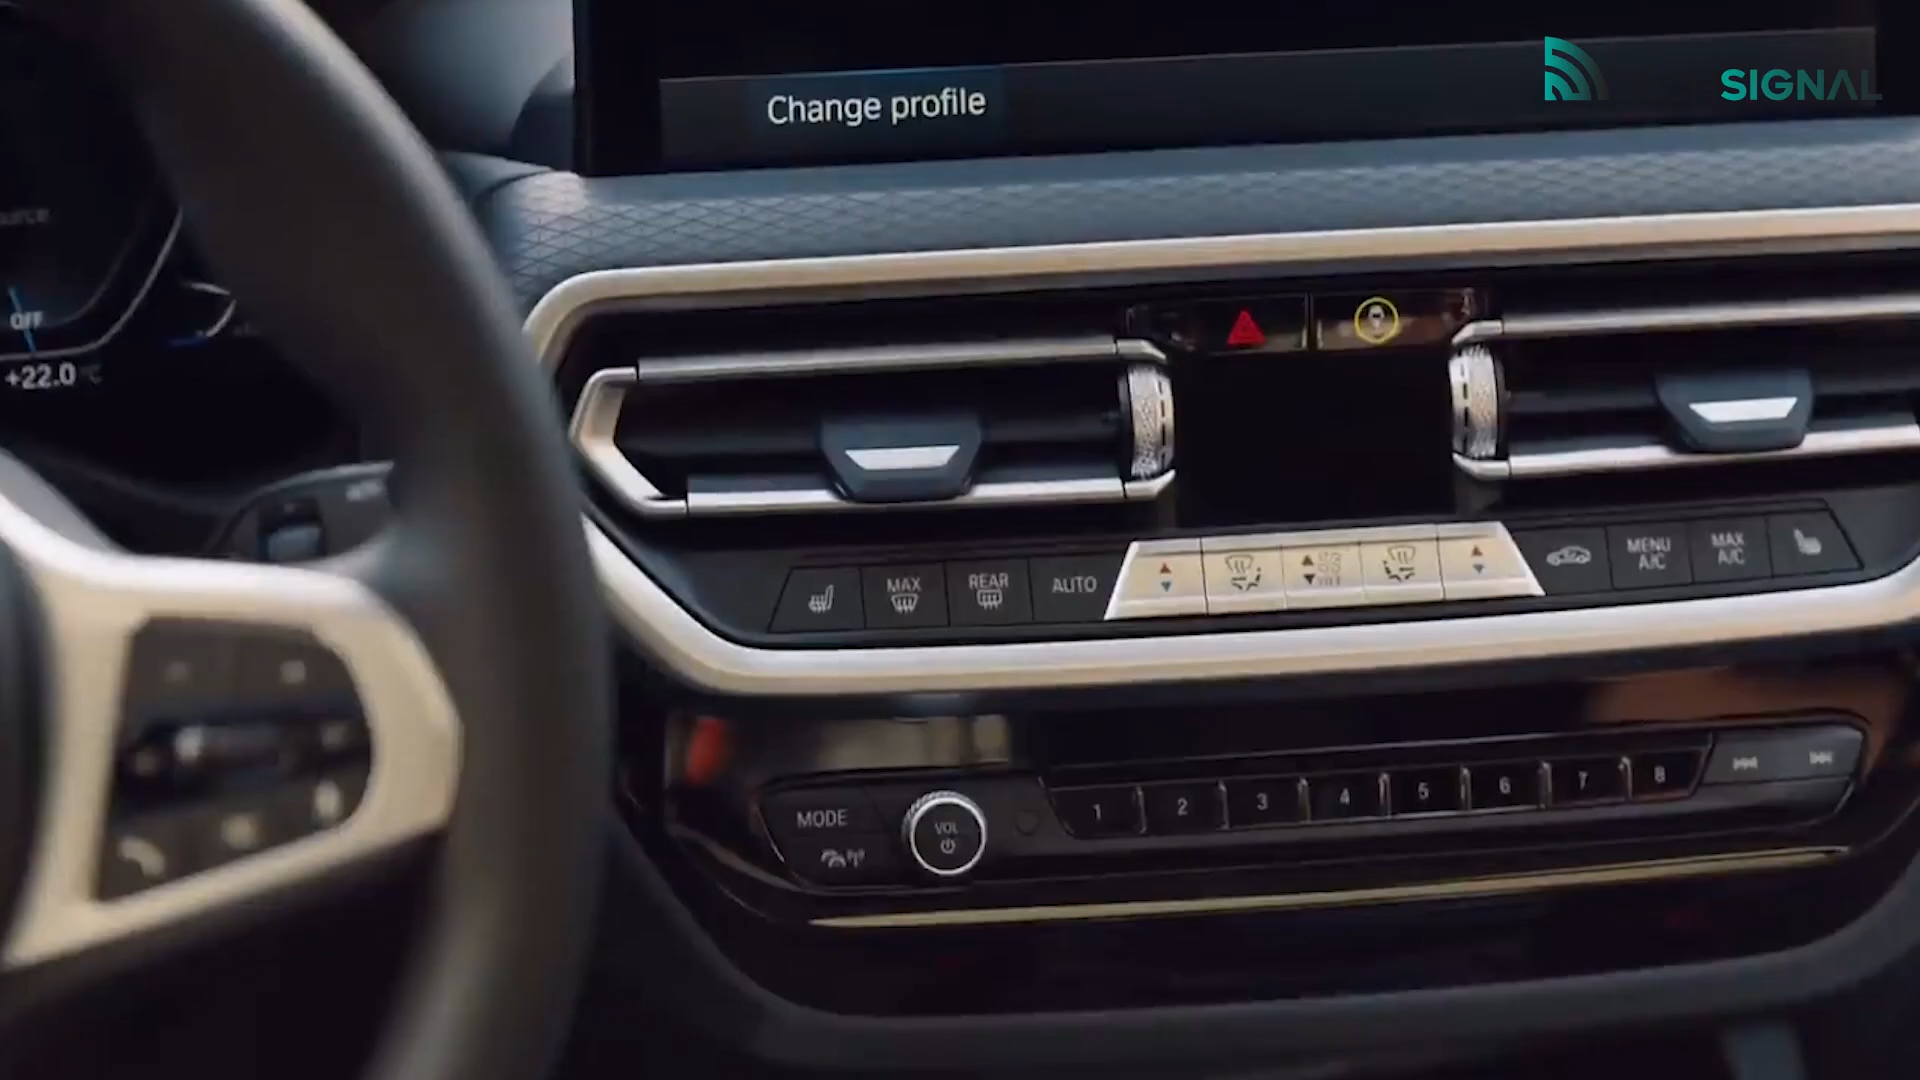 Change profile
SIGNAL
OFF
+22.0 °C
MAX
REAR
AUTO
MENU
A/C
MAX
A/C
MODE
VOL
1 2 3 4 5 6 7 8